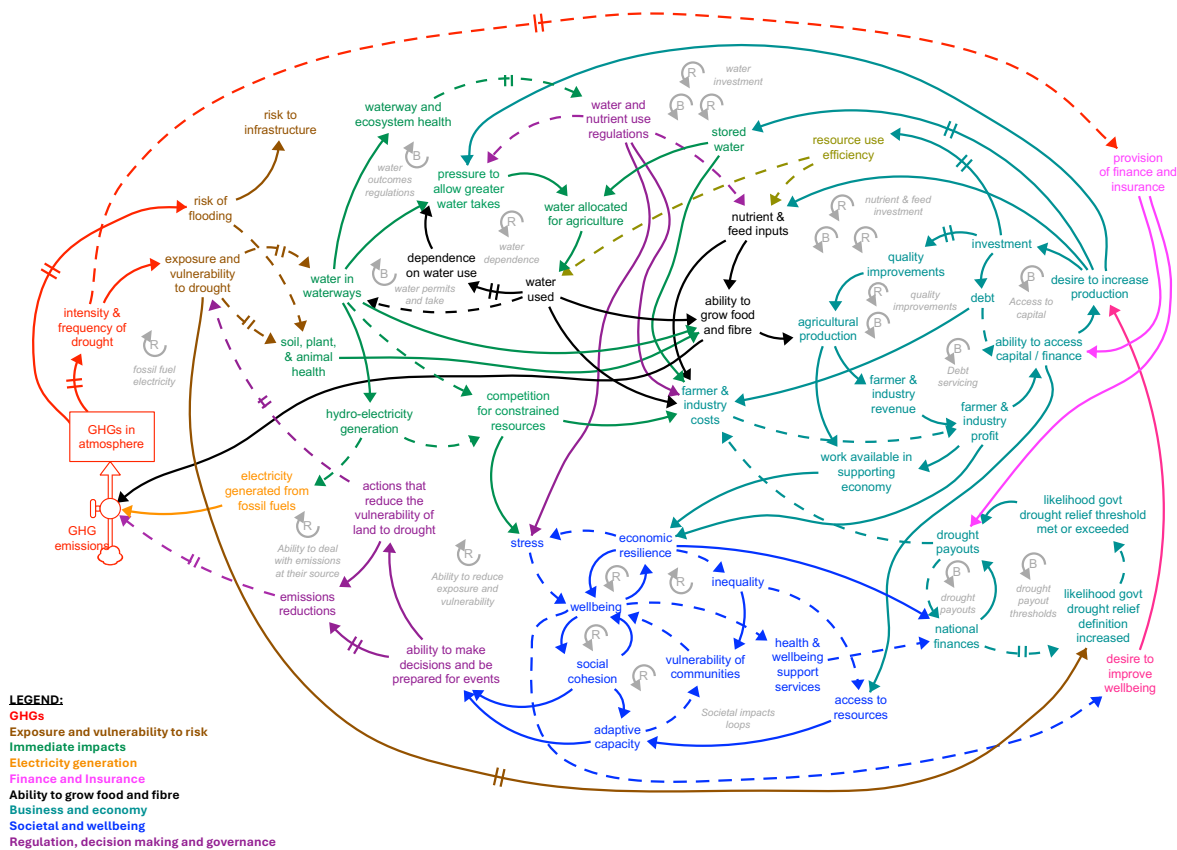 water
investment
R
B
R
waterway and
ecosystem health
water and
nutrient use
regulations
stored
water
resource use
efficiency
risk to
infrastructure
B
water
outcomes
regulations
pressure to
allow greater
water takes
provision
of finance and
insurance
risk of
flooding
water allocated
for agriculture
nutrient &
feed inputs
R
nutrient & feed
investment
B
R
R
water
dependence
exposure and
vulnerability
to drought
water in
waterways
B
water permits
and take
dependence
on water use
water
used
quality
improvements
investment
desire to increase
production
debt
B
Access to
capital
R
quality
improvements
B
ability to
grow food
and fibre
agricultural
production
intensity &
frequency of
drought
R
fossil fuel
electricity
soil, plant,
& animal
health
ability to access
capital / finance
B
Debt
servicing
farmer &
industry
revenue
farmer &
industry
costs
farmer &
industry
profit
competition
for constrained
resources
hydro-electricity
generation
GHGs in
atmosphere
work available in
supporting
economy
electricity
generated from
fossil fuels
actions that
reduce the
vulnerability of
land to drought
GHG
emissions
R
Ability to deal
with emissions
at their source
R
Ability to reduce
exposure and
vulnerability
stress
economic
resilience
likelihood govt
drought relief threshold
met or exceeded
drought
payouts
B
drought
payouts
B
drought
payout
thresholds
R
R
inequality
wellbeing
emissions
reductions
likelihood govt
drought relief
definition
increased
national
finances
R
social
cohesion
R
vulnerability of
communities
health &
wellbeing
support
services
ability to make
decisions and be
prepared for events
desire to
improve
wellbeing
access to
resources
Societal impacts
loops
adaptive
capacity
LEGEND:
GHGs
Exposure and vulnerability to risk
Immediate impacts
Electricity generation
Finance and Insurance
Ability to grow food and fibre
Business and economy
Societal and wellbeing
Regulation, decision making and governance